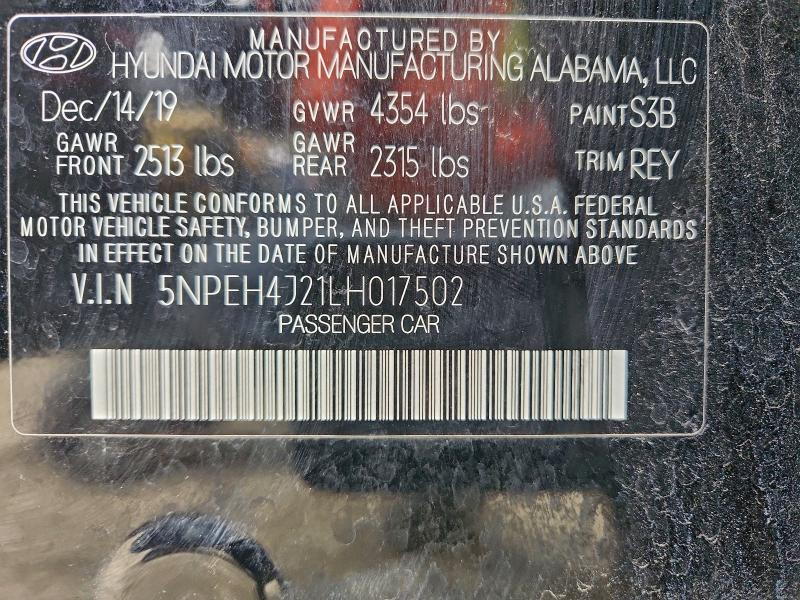 MANUFACTURED BY
HYUNDAI MOTOR MANUFACTURING ALABAMA, LLC
Dec/14/19 GVWR 4354 lbs PAINT S3B
GAWR FRONT 2513 lbs GAWR REAR 2315 lbs TRIM REY
THIS VEHICLE CONFORMS TO ALL APPLICABLE U.S.A. FEDERAL
MOTOR VEHICLE SAFETY, BUMPER, AND THEFT PREVENTION STANDARDS
IN EFFECT ON THE DATE OF MANUFACTURE SHOWN ABOVE
V.I.N 5NPEH4J21LH017502
PASSENGER CAR